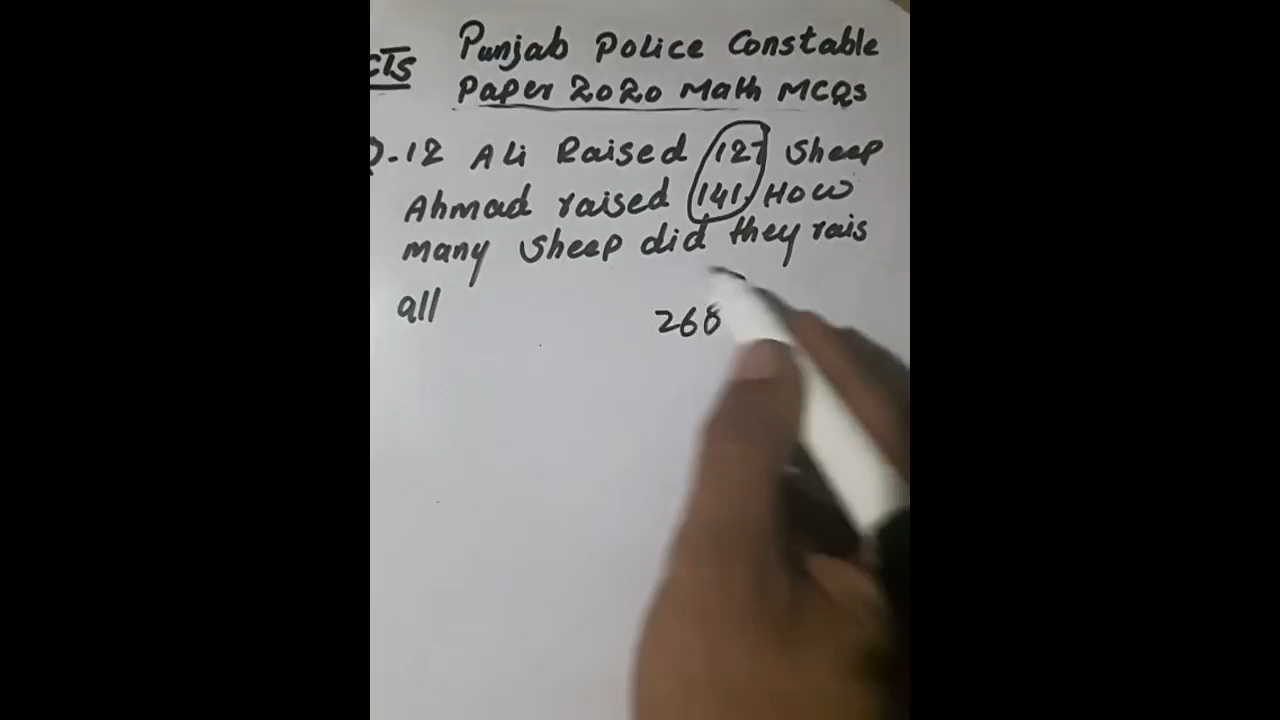 CTS Punjab Police Constable
Paper 2020 Math MCQs
Q-12 Ali Raised 127 sheep
Ahmad raised 141. How
many sheep did they rais
all
268